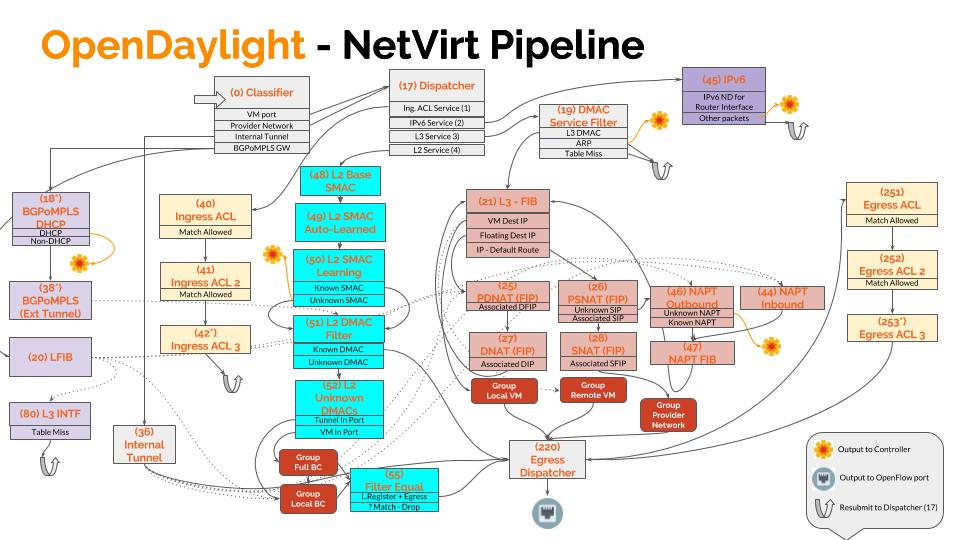 OpenDaylight - NetVirt Pipeline
(0) Classifier
VM port
Provider Network
Internal Tunnel
BGPoMPLS GW
(17) Dispatcher
Ing. ACL Service (1)
IPv6 Service (2)
L3 Service 3)
L2 Service (4)
(19) DMAC
Service Filter
L3 DMAC
ARP
Table Miss
(45) IPv6
IPv6 ND for
Router Interface
Other packets
(18*)
BGPoMPLS
DHCP
DHCP
Non-DHCP
(38*)
BGPoMPLS
(Ext Tunnel)
(20) LFIB
(80) L3 INTF
Table Miss
(36)
Internal
Tunnel
(40)
Ingress ACL
Match Allowed
(41)
Ingress ACL 2
Match Allowed
(42*)
Ingress ACL 3
(48) L2 Base
SMAC
(49) L2 SMAC
Auto-Learned
(50) L2 SMAC
Learning
Known SMAC
Unknown SMAC
(51) L2 DMAC
Filter
Known DMAC
Unknown DMAC
(52) L2
Unknown
DMACs
Tunnel In Port
VM In Port
Group
Full BC
Group
Local BC
(55)
Filter Equal
L.Register + Egress
? Match - Drop
(21) L3 - FIB
VM Dest IP
Floating Dest IP
IP - Default Route
(25)
PDNAT (FIP)
Associated DFIP
(27)
DNAT (FIP)
Associated DIP
(26)
PSNAT (FIP)
Unknown SIP
Associated SIP
(28)
SNAT (FIP)
Associated SFIP
(46) NAPT
Outbound
Unknown NAPT
Known NAPT
(47)
NAPT FIB
(44) NAPT
Inbound
Group
Local VM
Group
Remote VM
Group
Provider
Network
(220)
Egress
Dispatcher
(251)
Egress ACL
Match Allowed
(252)
Egress ACL 2
Match Allowed
(253*)
Egress ACL 3
Output to Controller
Output to OpenFlow port
Resubmit to Dispatcher (17)